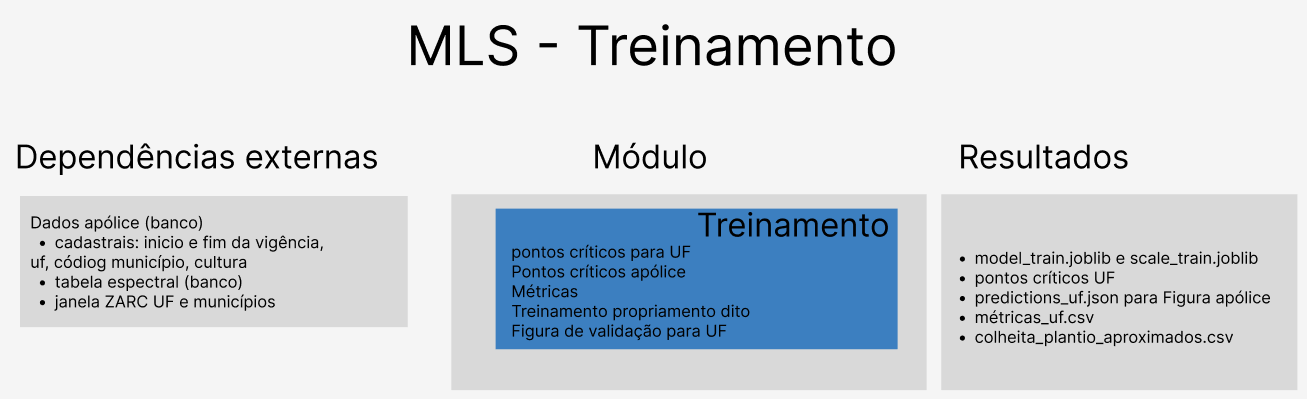 MLS - Treinamento
Dependências externas
Dados apólice (banco)
• cadastrais: inicio e fim da vigência,
uf, códiog município, cultura
• tabela espectral (banco)
• janela ZARC UF e municípios
Módulo
Treinamento
pontos críticos para UF
Pontos críticos apólice
Métricas
Treinamento propriamento dito
Figura de validação para UF
Resultados
• model_train.joblib e scale_train.joblib
• pontos críticos UF
• predictions_uf.json para Figura apólice
• métricas_uf.csv
• colheita_plantio_aproximados.csv